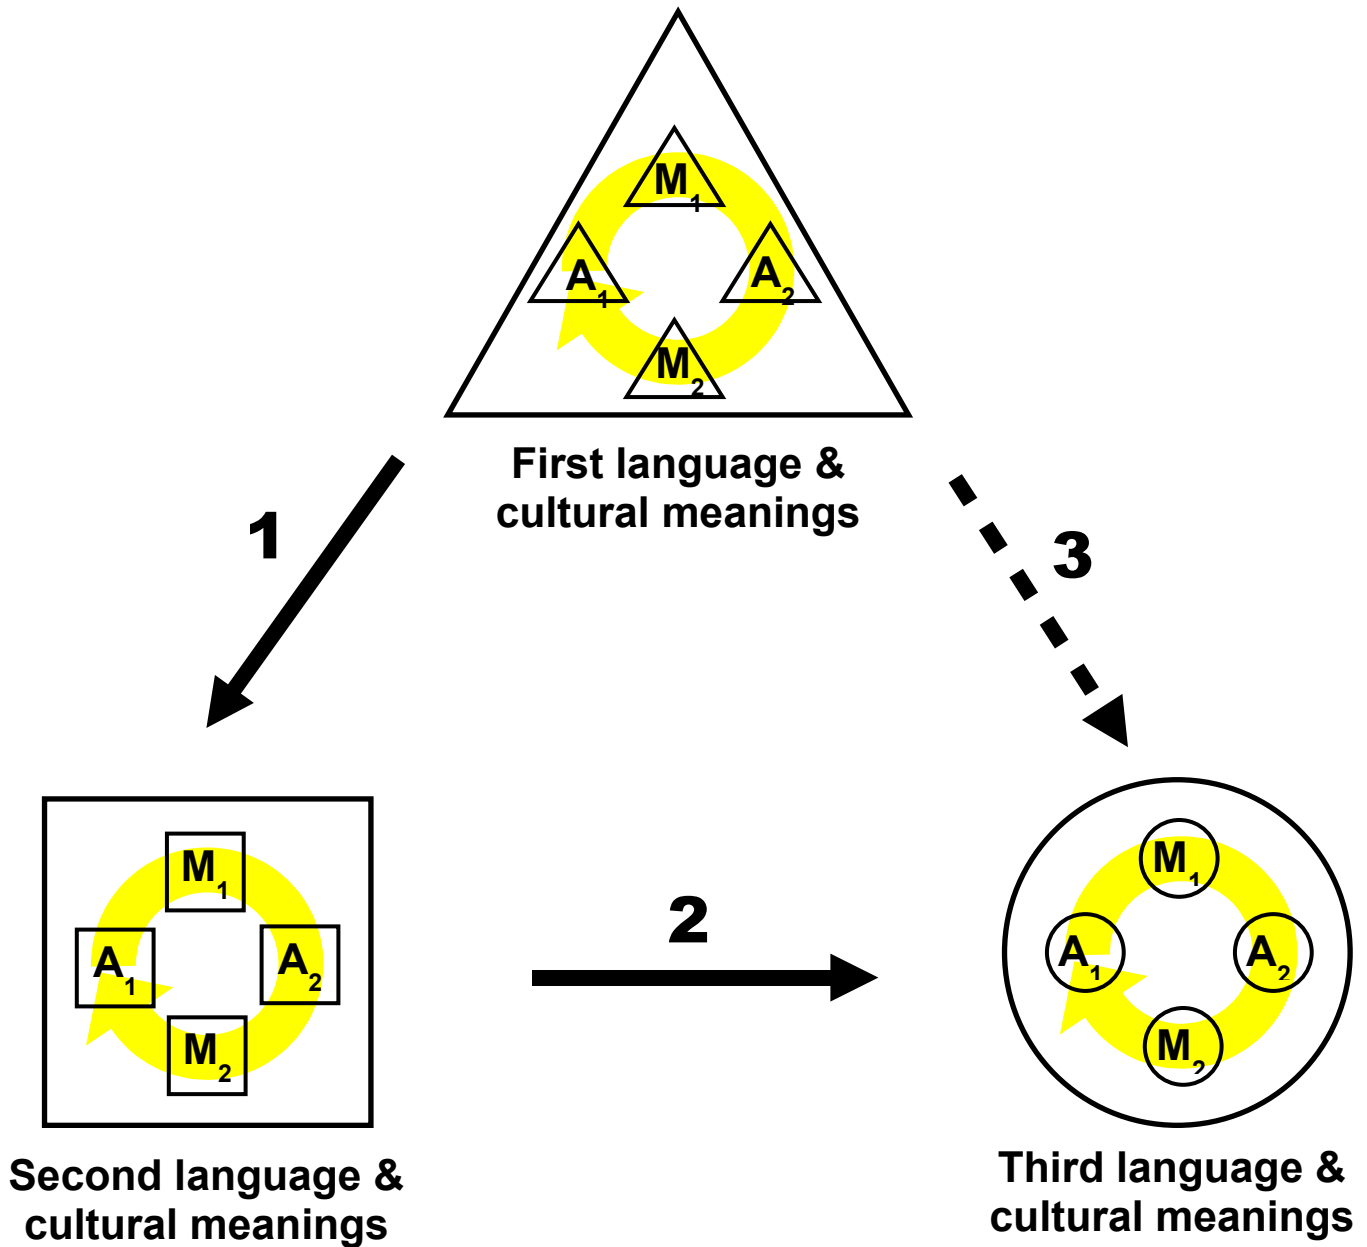 M1
A1
A2
M2
First language &
cultural meanings
1
3
M1
A1
A2
M2
2
M1
A1
A2
M2
Second language &
cultural meanings
Third language &
cultural meanings